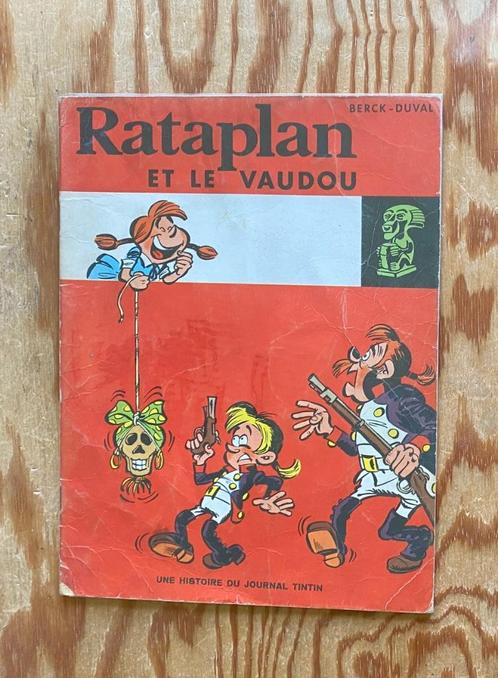 BERCK-DUVAL
Rataplan
ET LE VAUDOU
UNE HISTOIRE DU JOURNAL TINTIN